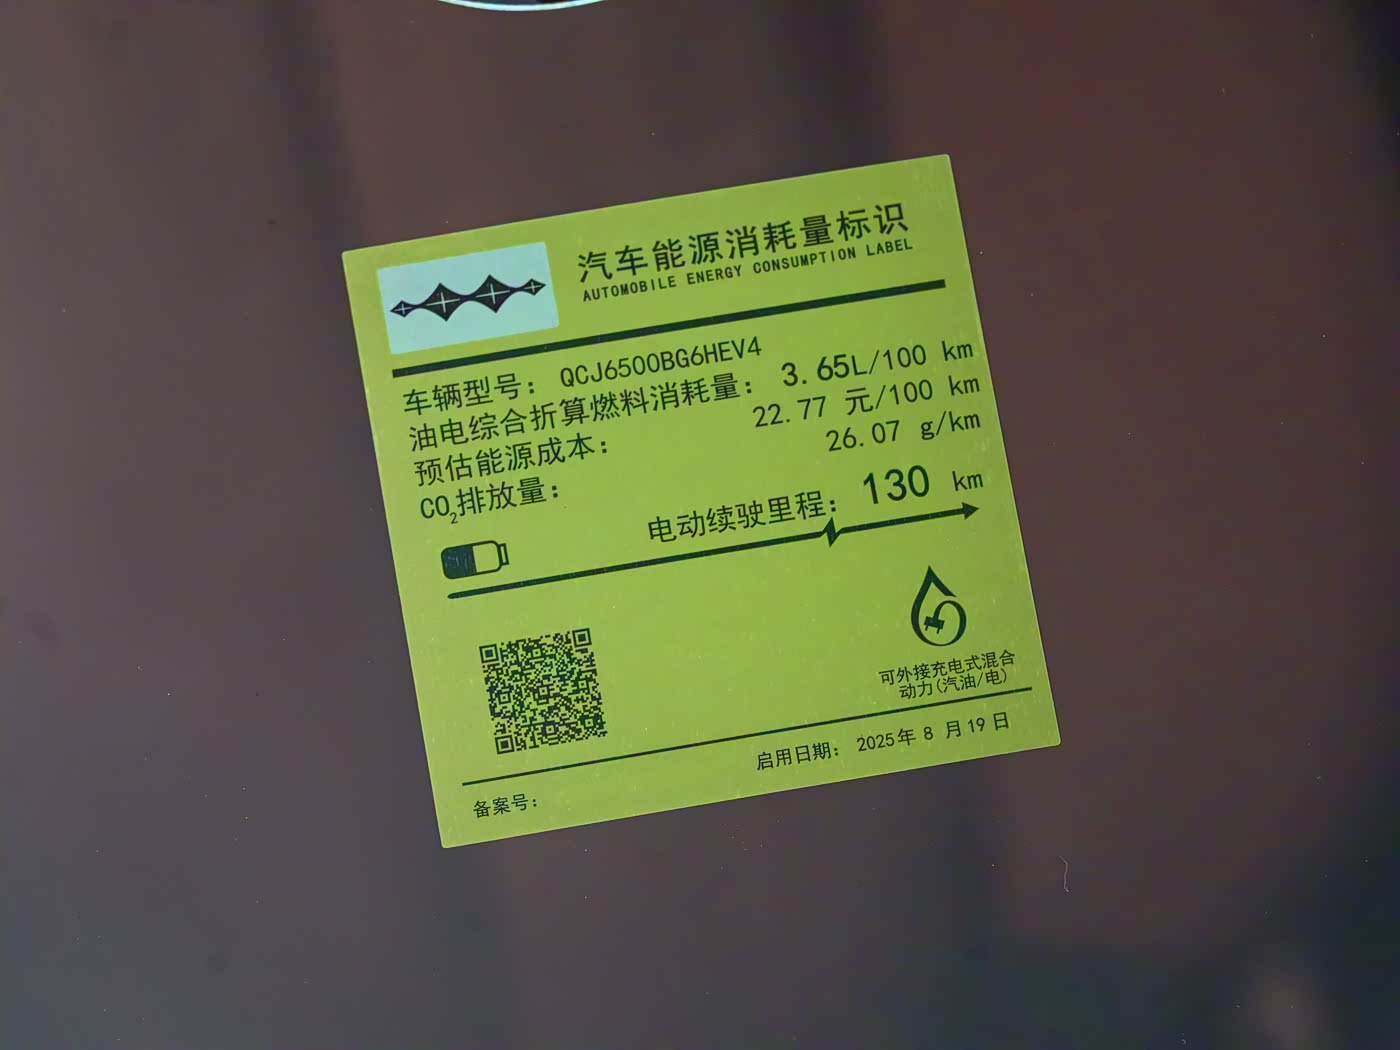 汽车能源消耗量标识
AUTOMOBILE ENERGY CONSUMPTION LABEL
车辆型号： QCJ6500BG6HEV4
油电综合折算燃料消耗量： 3.65L/100 km
预估能源成本： 22.77 元/100 km
CO₂排放量： 26.07 g/km
电动续驶里程： 130 km
可外接充电式混合
动力(汽油/电)
启用日期： 2025年 8 月 19 日
备案号：